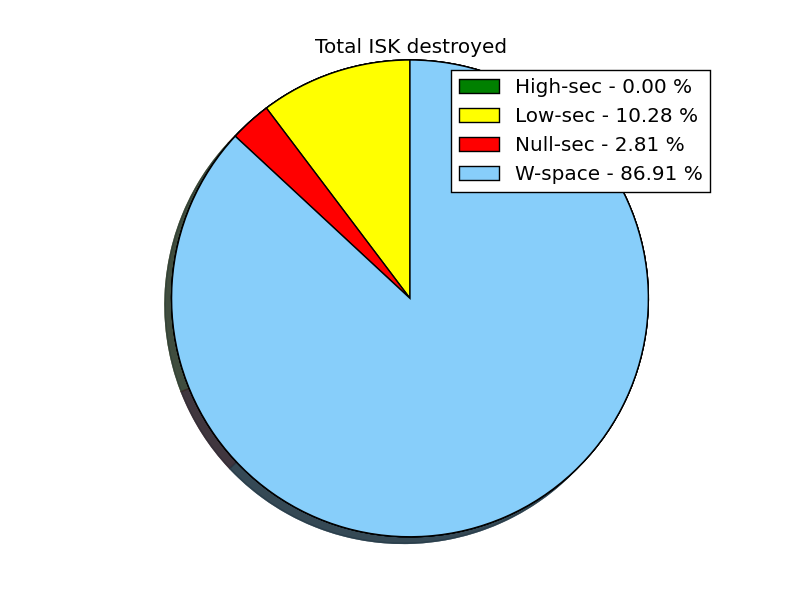 Total ISK destroyed
High-sec - 0.00 %
Low-sec - 10.28 %
Null-sec - 2.81 %
W-space - 86.91 %